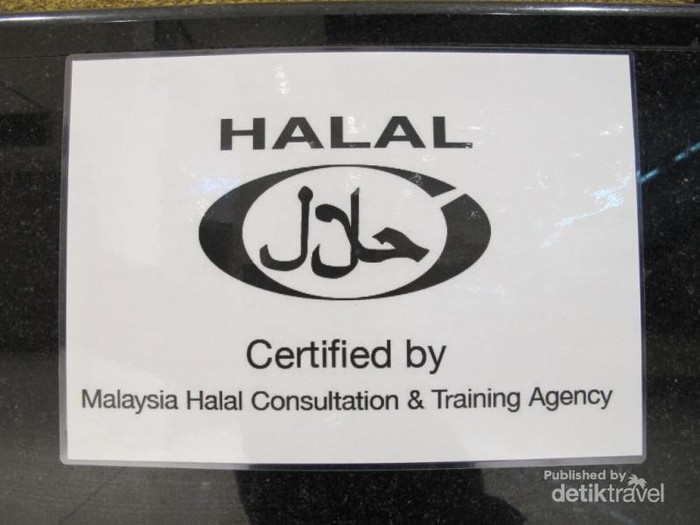 HALAL
حلال
Certified by
Malaysia Halal Consultation & Training Agency
Published by
detiktravel